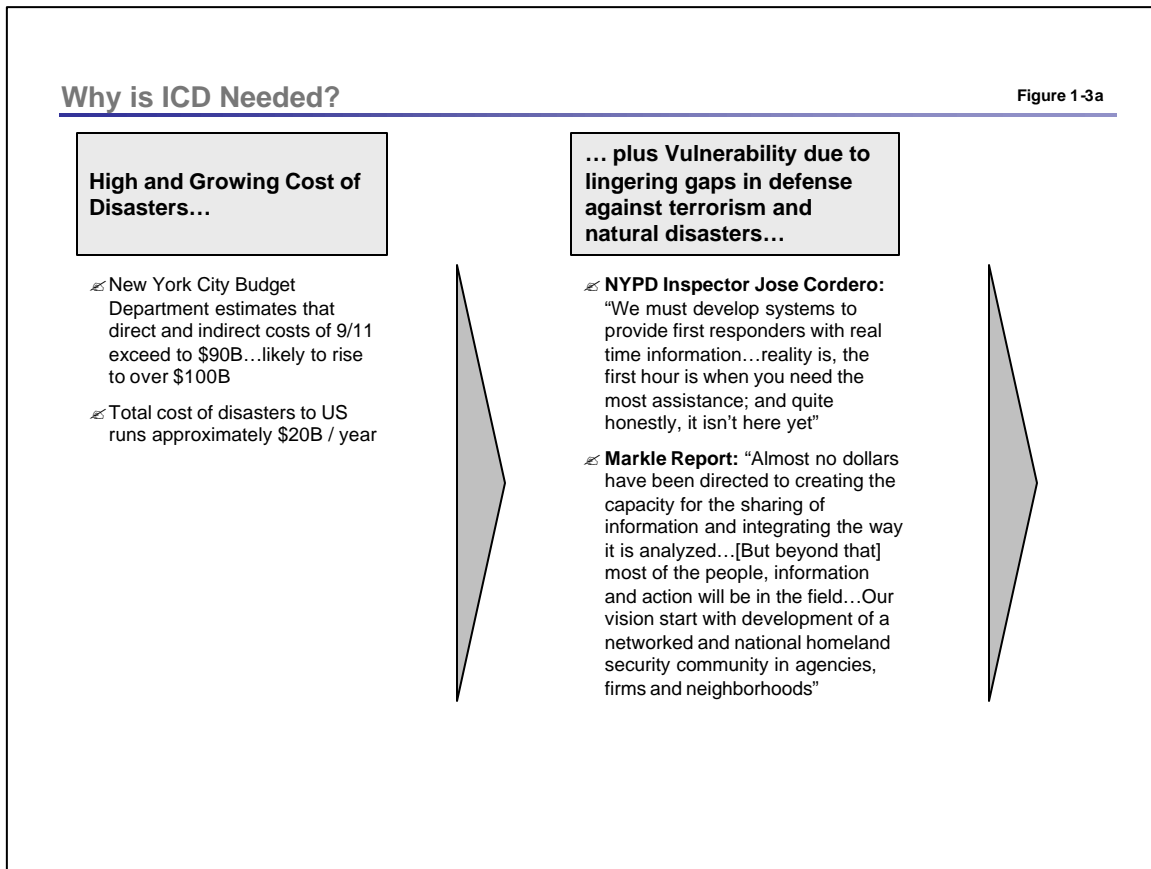 Why is ICD Needed?
Figure 1-3a
High and Growing Cost of
Disasters…
New York City Budget
Department estimates that
direct and indirect costs of 9/11
exceed to $90B…likely to rise
to over $100B
Total cost of disasters to US
runs approximately $20B / year
… plus Vulnerability due to
lingering gaps in defense
against terrorism and
natural disasters…
NYPD Inspector Jose Cordero:
“We must develop systems to
provide first responders with real
time information…reality is, the
first hour is when you need the
most assistance; and quite
honestly, it isn’t here yet”
Markle Report: “Almost no dollars
have been directed to creating the
capacity for the sharing of
information and integrating the way
it is analyzed…[But beyond that]
most of the people, information
and action will be in the field…Our
vision start with development of a
networked and national homeland
security community in agencies,
firms and neighborhoods”